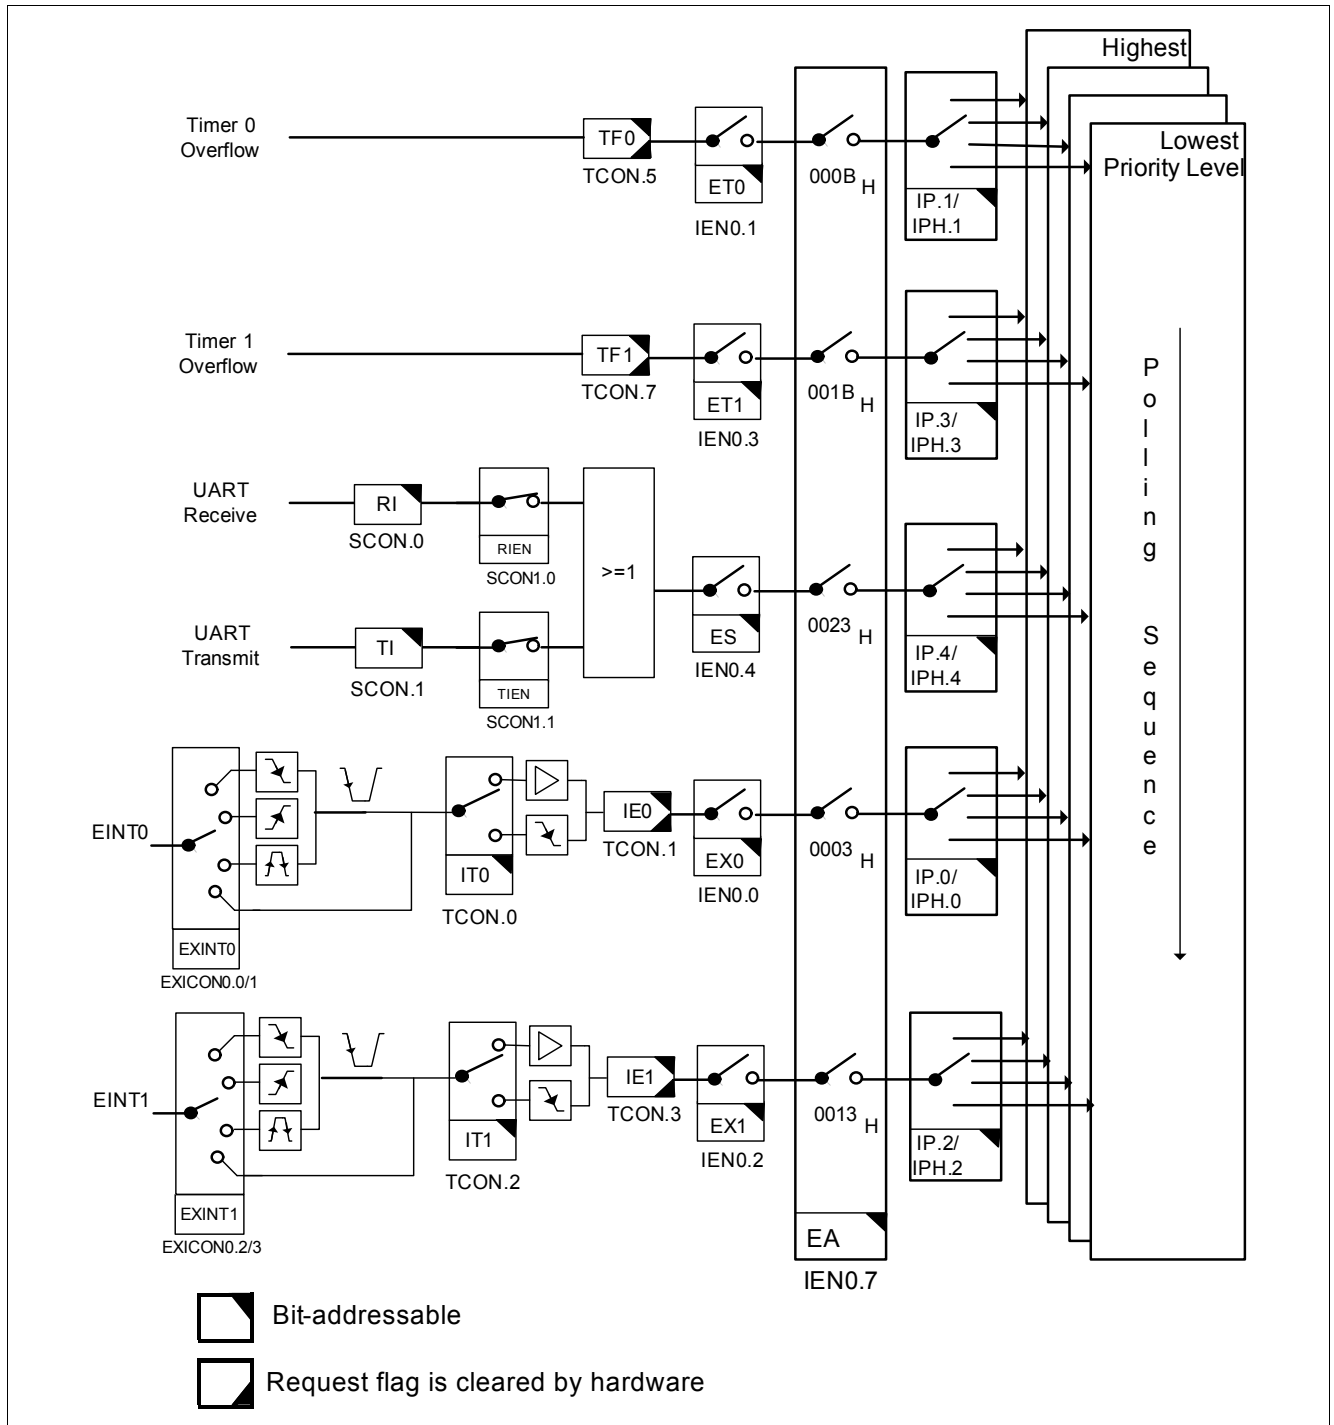 Highest
Lowest
Priority Level
Timer 0
Overflow
TF0
TCON.5
ET0
IEN0.1
000B H
IP.1/
IPH.1
Timer 1
Overflow
TF1
TCON.7
ET1
IEN0.3
001B H
IP.3/
IPH.3
UART
Receive
RI
SCON.0
RIEN
SCON1.0
>=1
UART
Transmit
TI
SCON.1
TIEN
SCON1.1
ES
IEN0.4
0023 H
IP.4/
IPH.4
Polling Sequence
EINT0
EXINT0
EXICON0.0/1
IT0
TCON.0
IE0
TCON.1
EX0
IEN0.0
0003 H
IP.0/
IPH.0
EINT1
EXINT1
EXICON0.2/3
IT1
TCON.2
IE1
TCON.3
EX1
IEN0.2
0013 H
IP.2/
IPH.2
EA
IEN0.7
Bit-addressable
Request flag is cleared by hardware